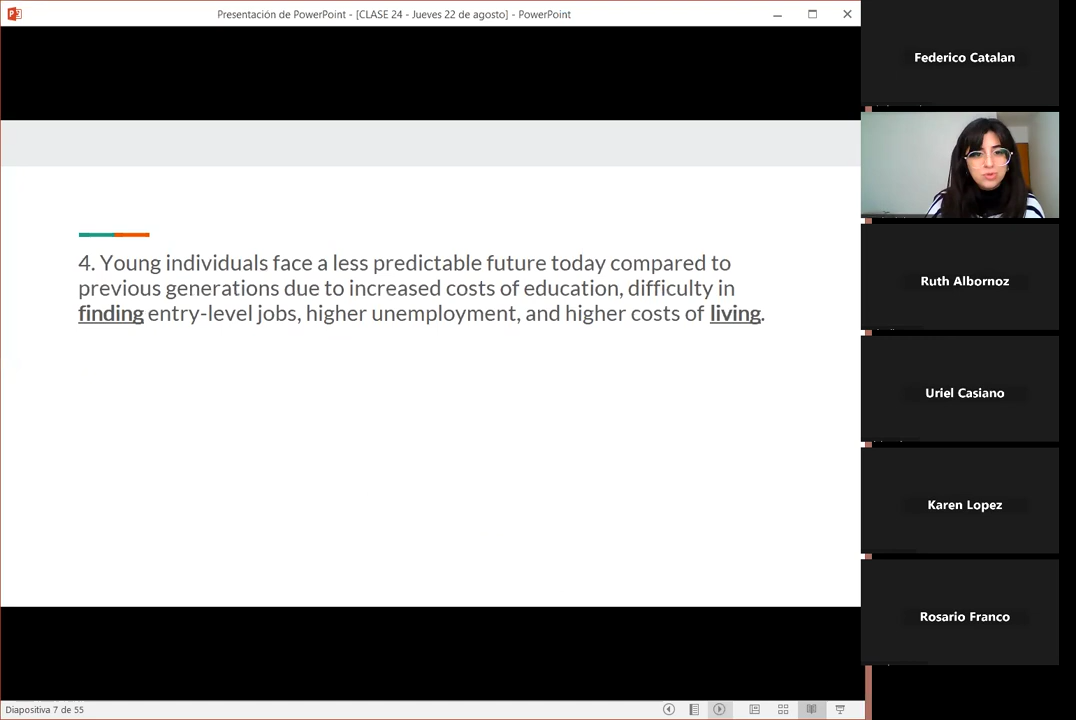 Presentación de PowerPoint - [CLASE 24 - Jueves 22 de agosto] - PowerPoint
4. Young individuals face a less predictable future today compared to
previous generations due to increased costs of education, difficulty in
finding entry-level jobs, higher unemployment, and higher costs of living.
Diapositiva 7 de 55
Federico Catalan
Ruth Albornoz
Uriel Casiano
Karen Lopez
Rosario Franco